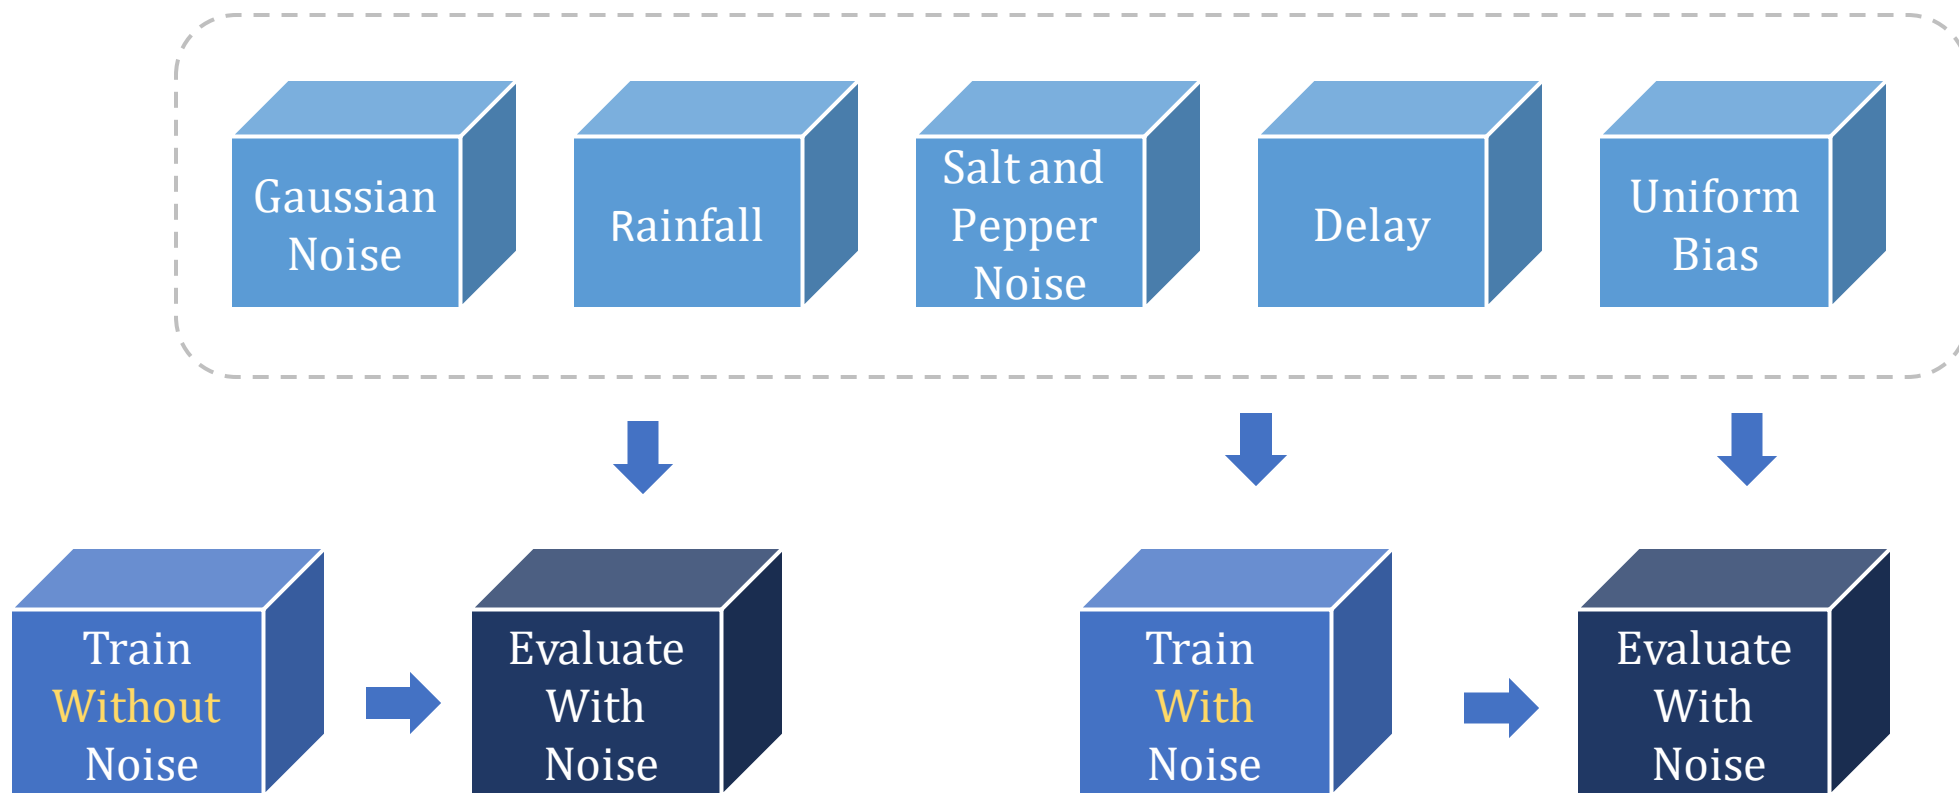 Gaussian
Noise
Rainfall
Salt and
Pepper
Noise
Delay
Uniform
Bias
Train
Without
Noise
Evaluate
With
Noise
Train
With
Noise
Evaluate
With
Noise